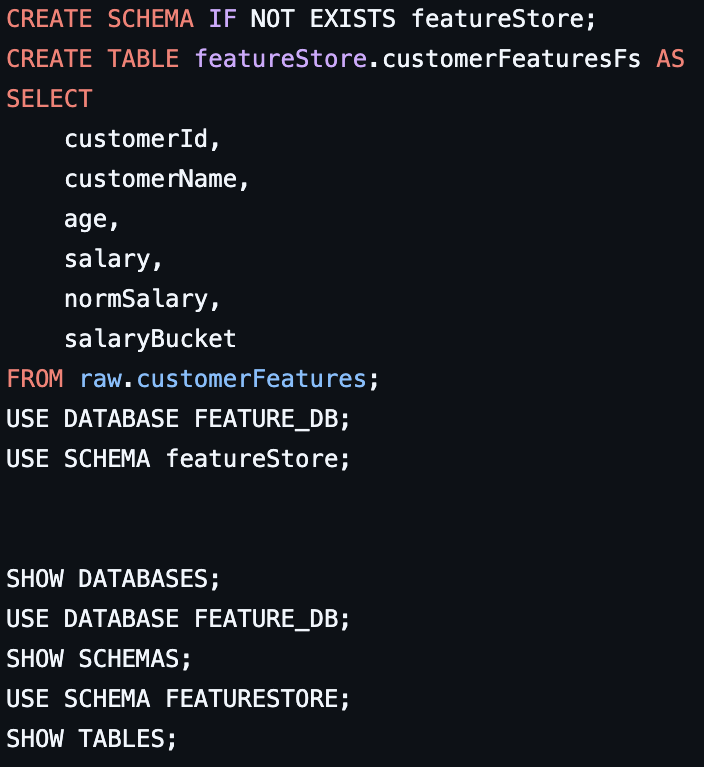 CREATE SCHEMA IF NOT EXISTS featureStore;
CREATE TABLE featureStore.customerFeaturesFs AS
SELECT
    customerId,
    customerName,
    age,
    salary,
    normSalary,
    salaryBucket
FROM raw.customerFeatures;
USE DATABASE FEATURE_DB;
USE SCHEMA featureStore;
SHOW DATABASES;
USE DATABASE FEATURE_DB;
SHOW SCHEMAS;
USE SCHEMA FEATURESTORE;
SHOW TABLES;